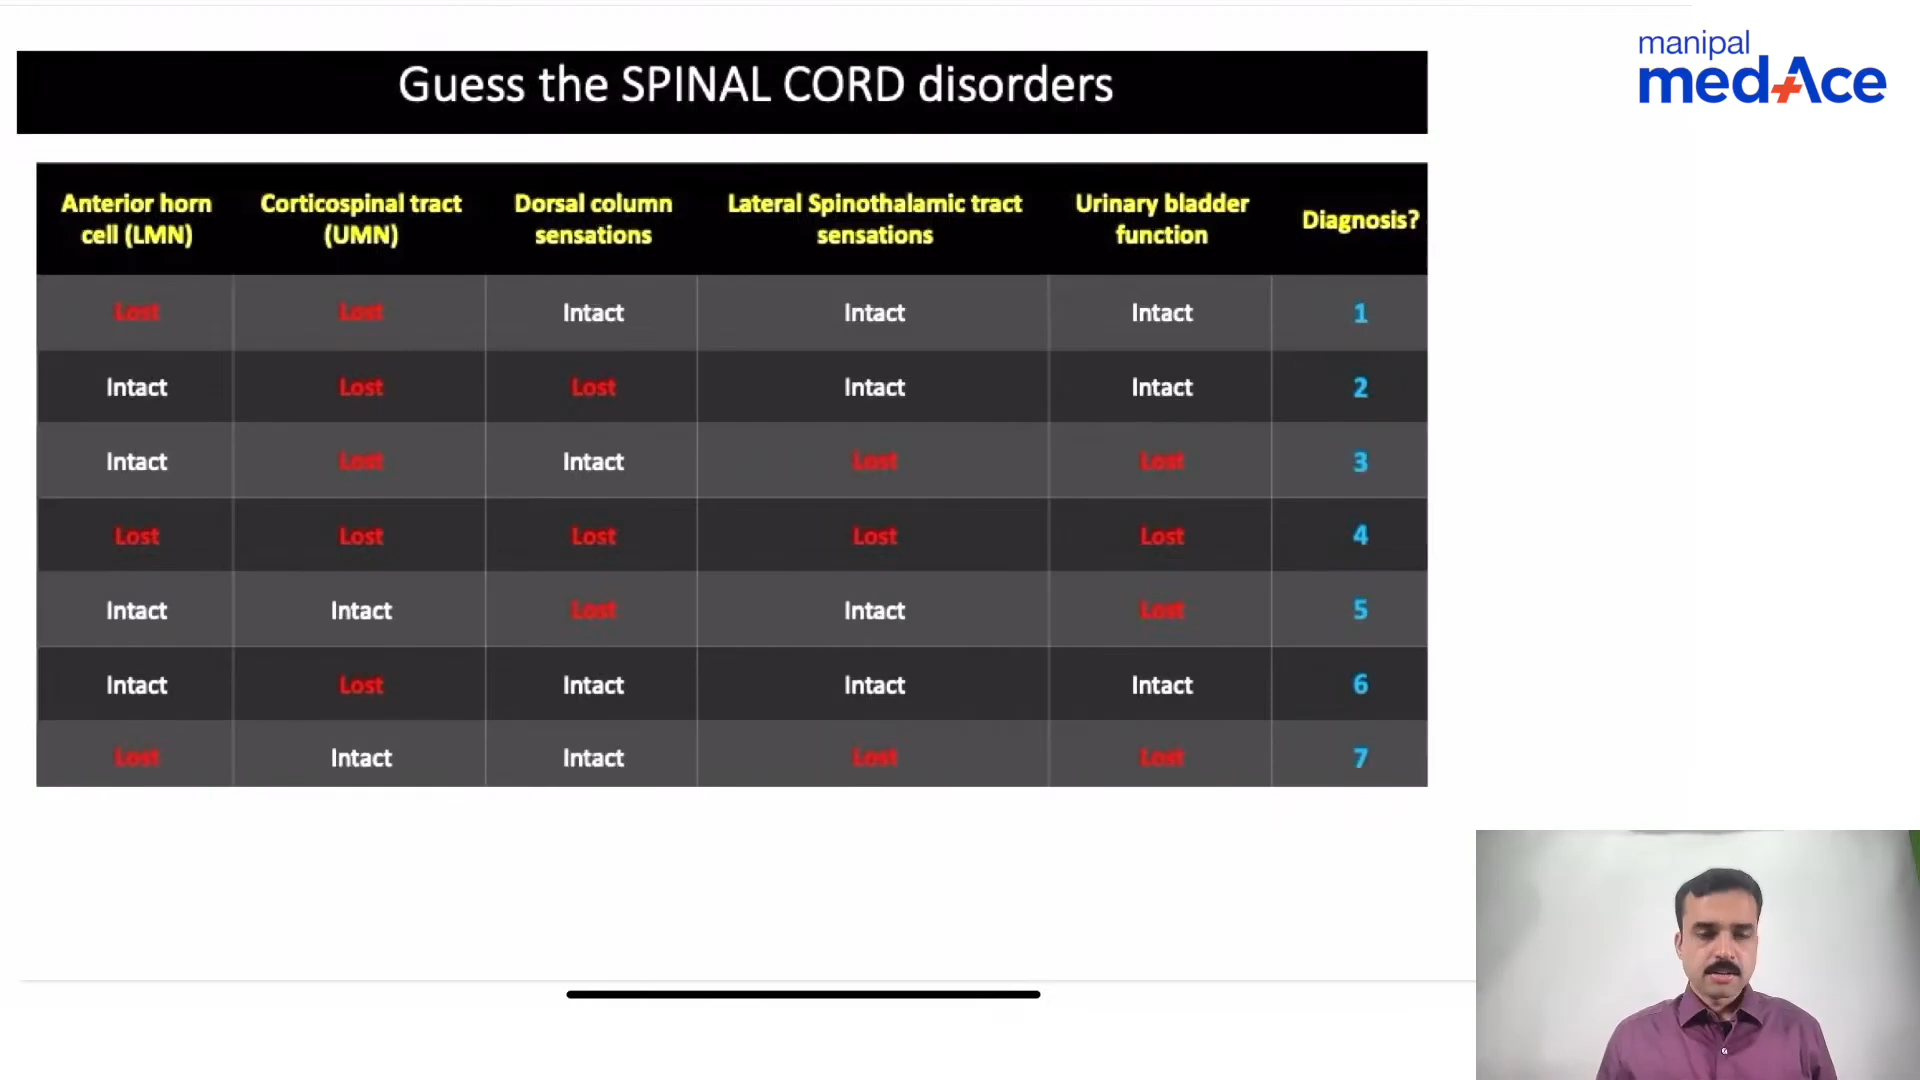 manipal
medAce
Guess the SPINAL CORD disorders
Anterior horn cell (LMN) Corticospinal tract (UMN) Dorsal column sensations Lateral Spinothalamic tract sensations Urinary bladder function Diagnosis?
Lost Lost Intact Intact Intact 1
Intact Lost Lost Intact Intact 2
Intact Lost Intact Lost Lost 3
Lost Lost Lost Lost Lost 4
Intact Intact Lost Intact Lost 5
Intact Lost Intact Intact Intact 6
Lost Intact Intact Lost Lost 7